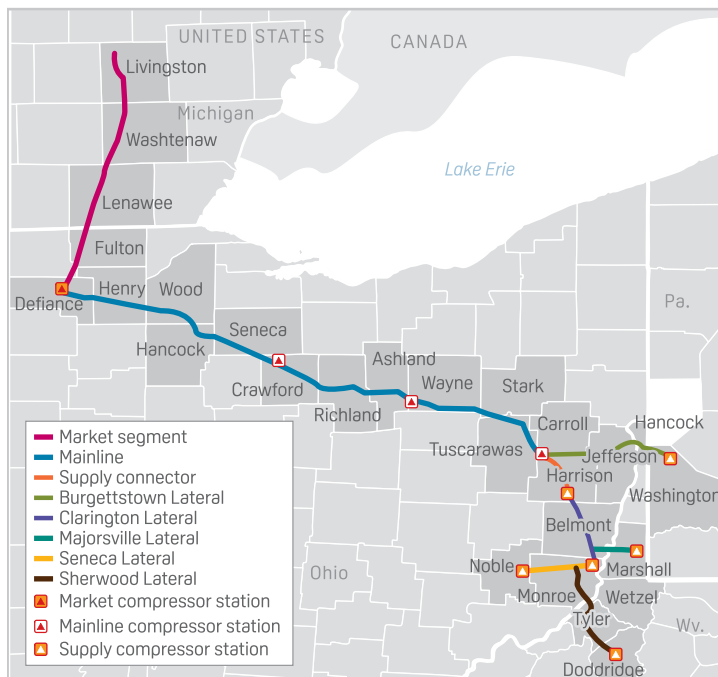 UNITED STATES
CANADA
Livingston
Michigan
Washtenaw
Lake Erie
Lenawee
Fulton
Henry
Wood
Defiance
Pa.
Seneca
Hancock
Ashland
Crawford
Wayne
Stark
Richland
Carroll
Hancock
Tuscarawas
Jefferson
Harrison
Washington
Belmont
Noble
Marshall
Ohio
Monroe
Wetzel
Tyler
Wv.
Doddridge
Market segment
Mainline
Supply connector
Burgettstown Lateral
Clarington Lateral
Majorsville Lateral
Seneca Lateral
Sherwood Lateral
Market compressor station
Mainline compressor station
Supply compressor station